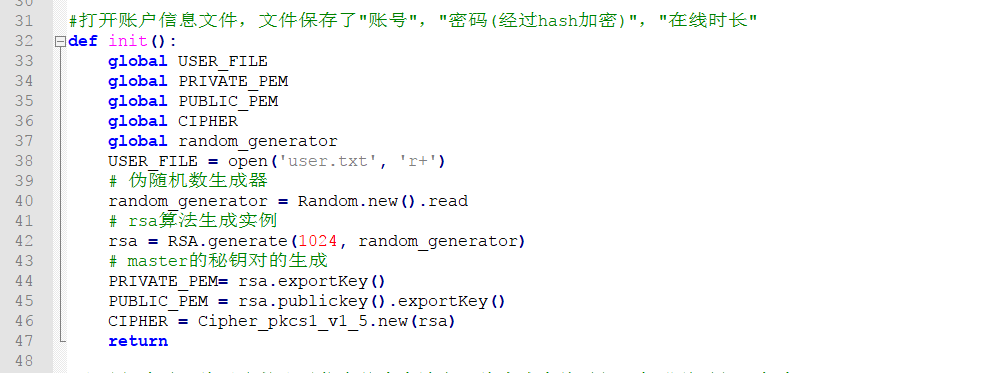 30
31 #打开账户信息文件，文件保存了"账号"，"密码(经过hash加密)"，"在线时长"
32 def init():
33     global USER_FILE
34     global PRIVATE_PEM
35     global PUBLIC_PEM
36     global CIPHER
37     global random_generator
38     USER_FILE = open('user.txt', 'r+')
39     # 伪随机数生成器
40     random_generator = Random.new().read
41     # rsa算法生成实例
42     rsa = RSA.generate(1024, random_generator)
43     # master的秘钥对的生成
44     PRIVATE_PEM= rsa.exportKey()
45     PUBLIC_PEM = rsa.publickey().exportKey()
46     CIPHER = Cipher_pkcs1_v1_5.new(rsa)
47     return
48